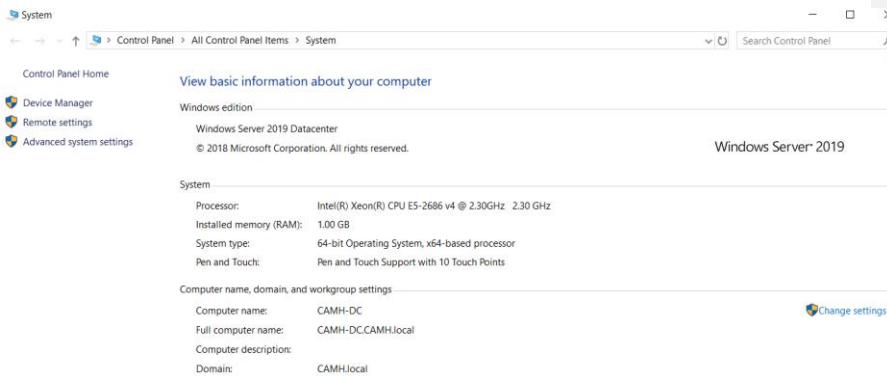 System
Control Panel > All Control Panel Items > System
Search Control Panel
Control Panel Home
Device Manager
Remote settings
Advanced system settings
View basic information about your computer
Windows edition
Windows Server 2019 Datacenter
© 2018 Microsoft Corporation. All rights reserved.
Windows Server 2019
System
Processor: Intel(R) Xeon(R) CPU E5-2686 v4 @ 2.30GHz 2.30 GHz
Installed memory (RAM): 1.00 GB
System type: 64-bit Operating System, x64-based processor
Pen and Touch: Pen and Touch Support with 10 Touch Points
Computer name, domain, and workgroup settings
Computer name: CAMH-DC
Change settings
Full computer name: CAMH-DC.CAMH.local
Computer description:
Domain: CAMH.local